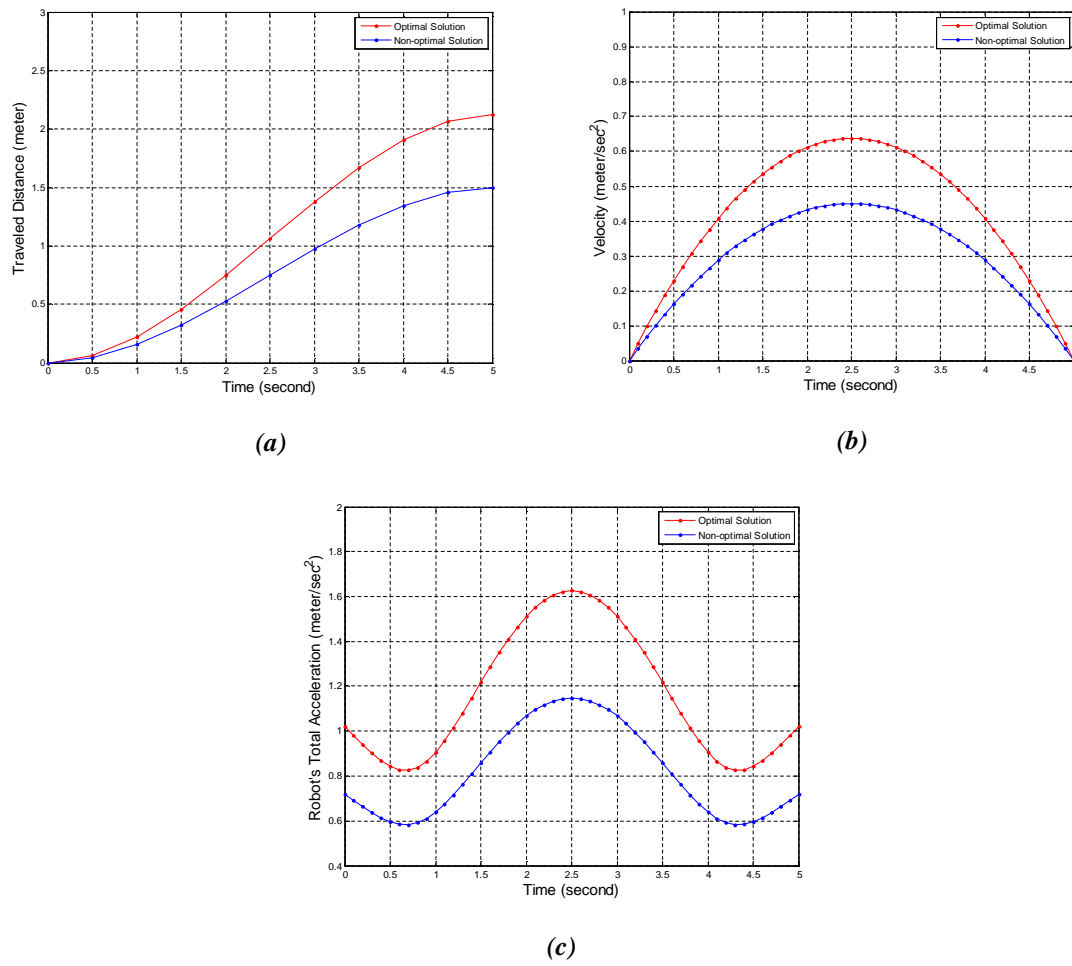 3
2.5
2
1.5
1
0.5
0
Traveled Distance (meter)
Optimal Solution
Non-optimal Solution
0 0.5 1 1.5 2 2.5 3 3.5 4 4.5 5
Time (second)
(a)
1
0.9
0.8
0.7
0.6
0.5
0.4
0.3
0.2
0.1
0
Velocity (meter/sec²)
Optimal Solution
Non-optimal Solution
0 0.5 1 1.5 2 2.5 3 3.5 4 4.5
Time (second)
(b)
2
1.8
1.6
1.4
1.2
1
0.8
0.6
0.4
Robot's Total Acceleration (meter/sec²)
Optimal Solution
Non-optimal Solution
0 0.5 1 1.5 2 2.5 3 3.5 4 4.5 5
Time (second)
(c)